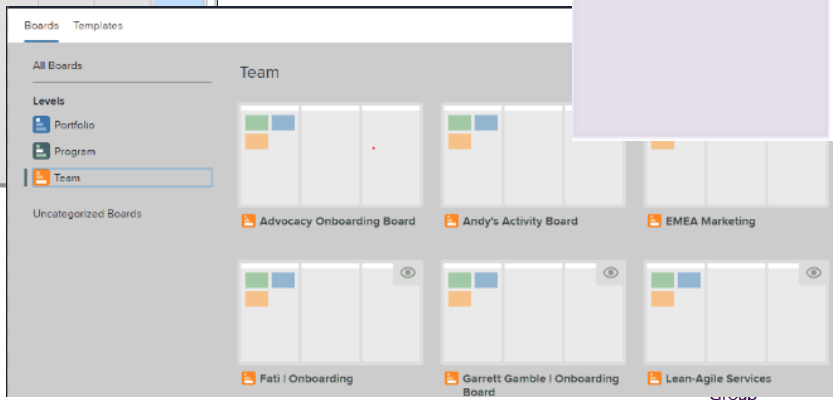 Boards Templates
All Boards
Levels
Portfolio
Program
Team
Uncategorized Boards
Team
Advocacy Onboarding Board
Andy's Activity Board
EMEA Marketing
Fati | Onboarding
Garrett Gamble | Onboarding
Board
Lean-Agile Services
Group